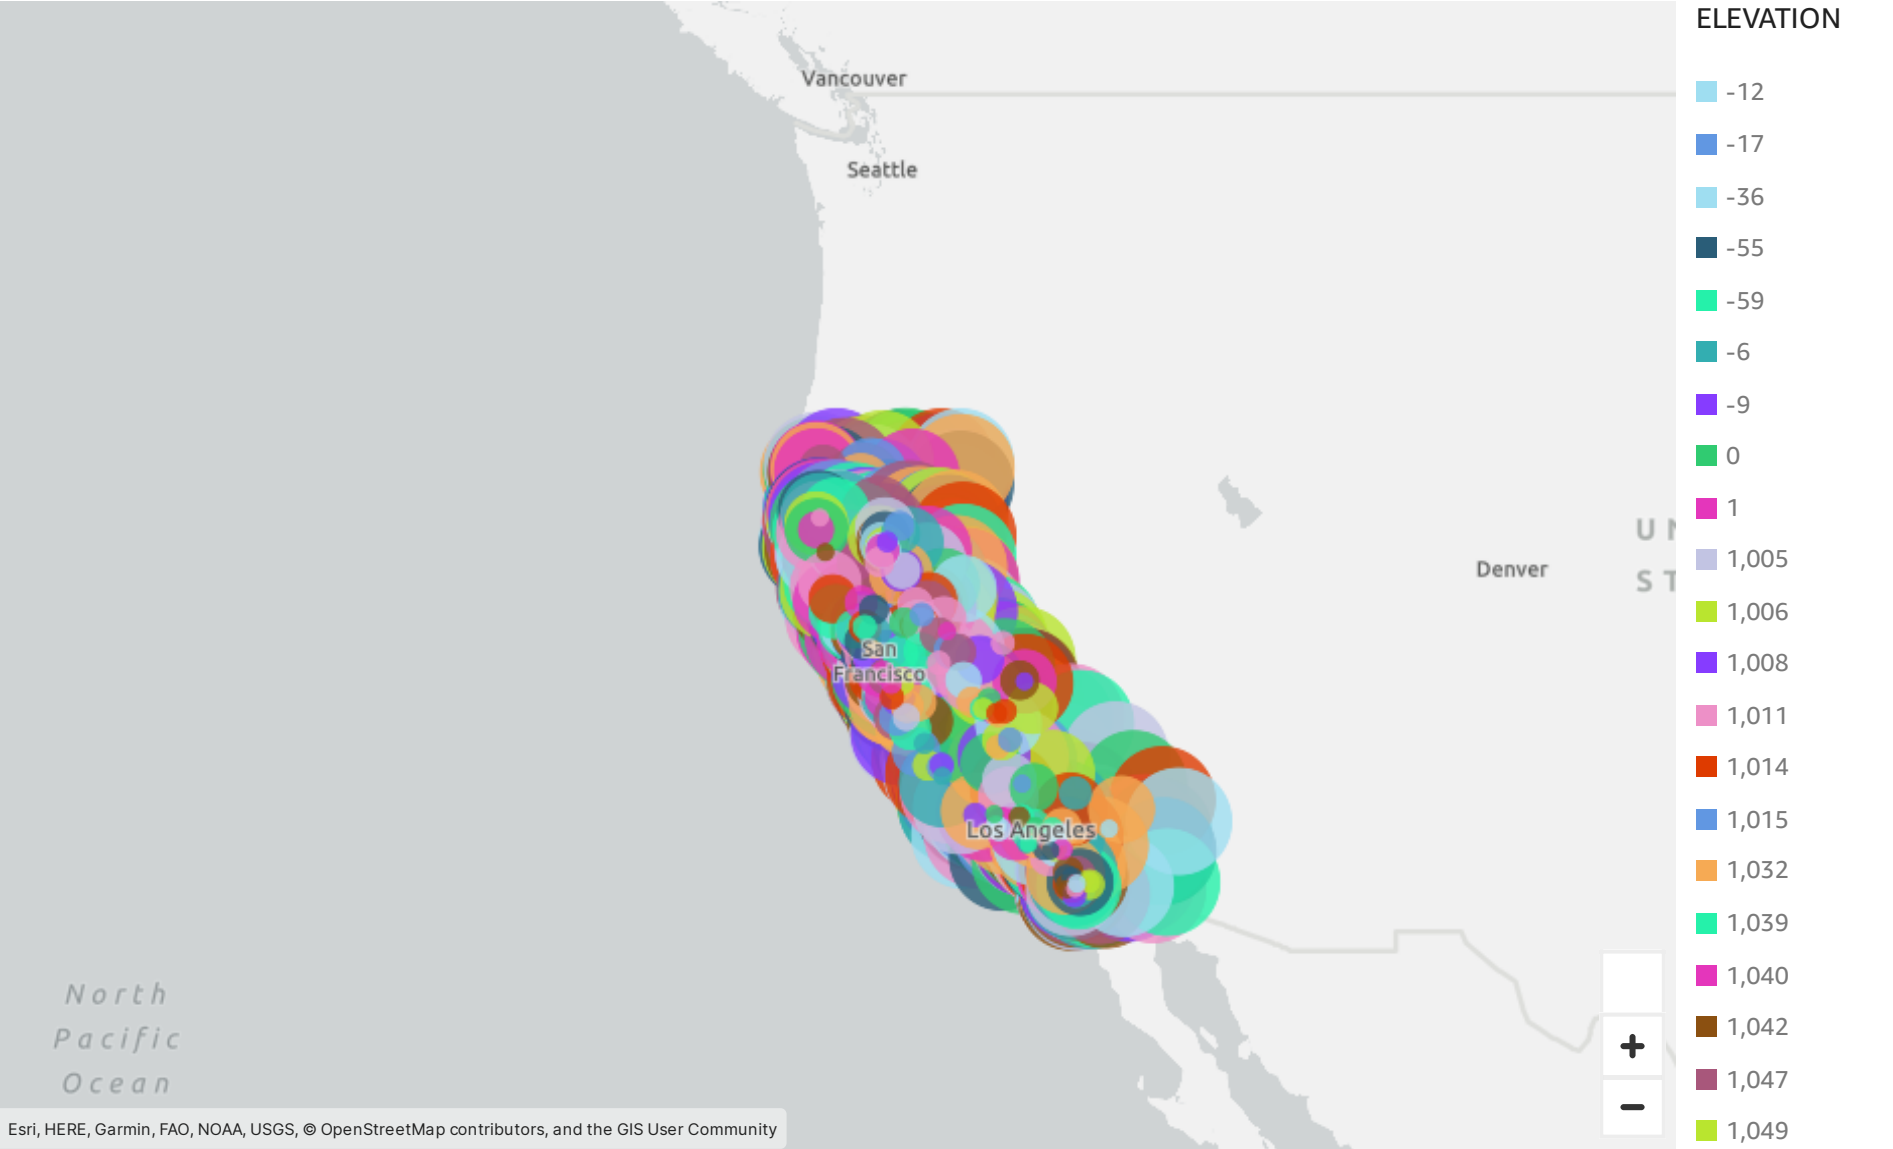 Vancouver
Seattle
San
Francisco
Los Angeles
Denver
U N
S T
North
Pacific
Ocean
+
−
Esri, HERE, Garmin, FAO, NOAA, USGS, © OpenStreetMap contributors, and the GIS User Community
ELEVATION
-12
-17
-36
-55
-59
-6
-9
0
1
1,005
1,006
1,008
1,011
1,014
1,015
1,032
1,039
1,040
1,042
1,047
1,049